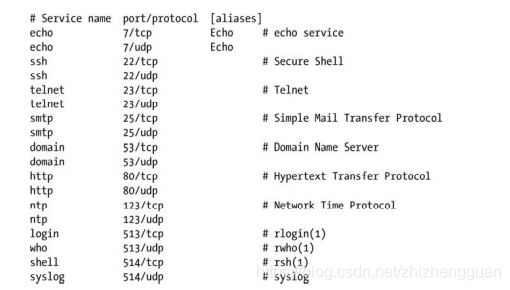 # Service name port/protocol [aliases]
echo 7/tcp Echo # echo service
echo 7/udp Echo
ssh 22/tcp # Secure Shell
ssh 22/udp
telnet 23/tcp # Telnet
telnet 23/udp
smtp 25/tcp # Simple Mail Transfer Protocol
smtp 25/udp
domain 53/tcp # Domain Name Server
domain 53/udp
http 80/tcp # Hypertext Transfer Protocol
http 80/udp
ntp 123/tcp # Network Time Protocol
ntp 123/udp
login 513/tcp # rlogin(1)
who 513/udp # rwho(1)
shell 514/tcp # rsh(1)
syslog 514/udp # syslog
https://blog.csdn.net/zhizhengguan